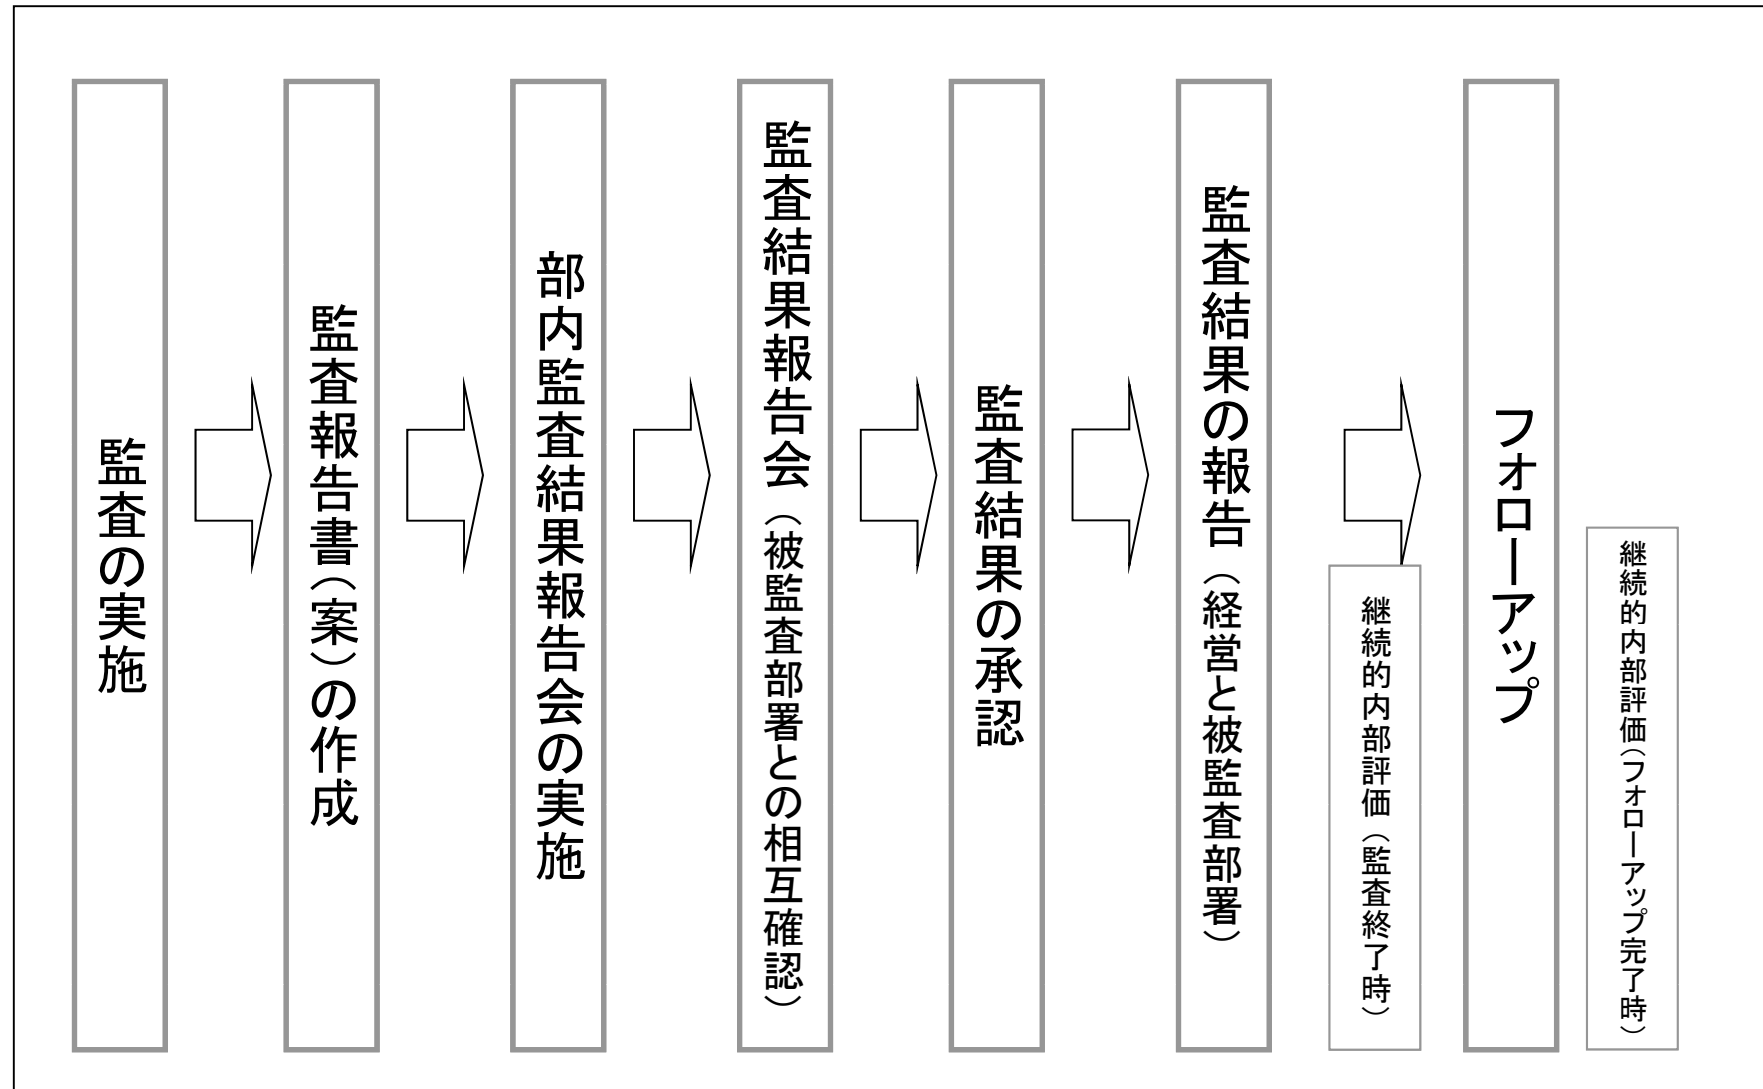 監査の実施
監査報告書（案）の作成
部内監査結果報告会の実施
監査結果報告会（被監査部署との相互確認）
監査結果の承認
監査結果の報告（経営と被監査部署）
継続的内部評価（監査終了時）
フォローアップ
継続的内部評価（フォローアップ完了時）